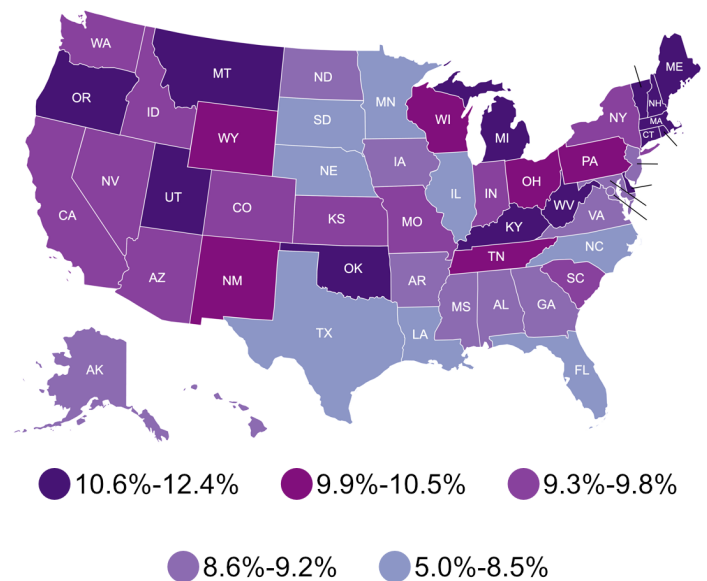 WA
MT
ND
MN
ME
OR
ID
SD
WI
NY
NH
MA
CT
WY
MI
NE
IA
PA
NV
UT
CO
IL
IN
OH
WV
VA
CA
KS
MO
KY
NC
AZ
NM
OK
AR
TN
SC
MS
AL
GA
TX
LA
FL
AK
10.6%-12.4%
9.9%-10.5%
9.3%-9.8%
8.6%-9.2%
5.0%-8.5%